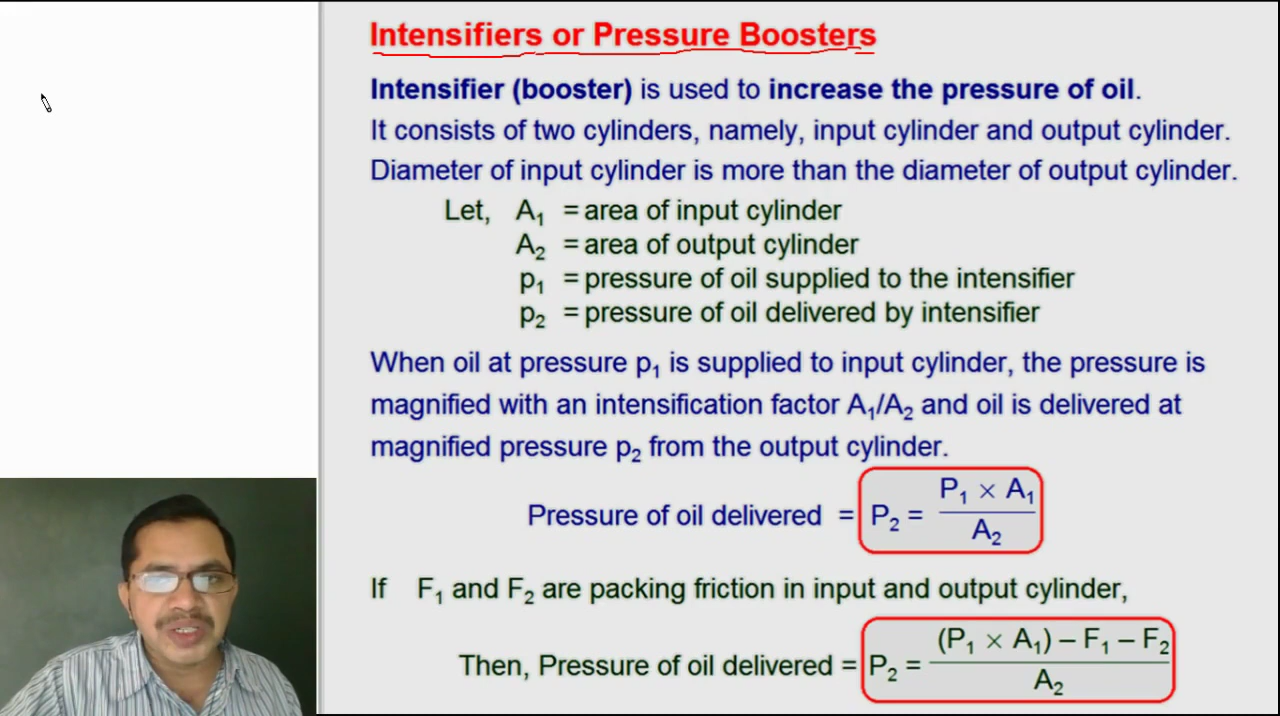 Intensifiers or Pressure Boosters
Intensifier (booster) is used to increase the pressure of oil.
It consists of two cylinders, namely, input cylinder and output cylinder.
Diameter of input cylinder is more than the diameter of output cylinder.
Let, A₁ = area of input cylinder
A₂ = area of output cylinder
p₁ = pressure of oil supplied to the intensifier
p₂ = pressure of oil delivered by intensifier
When oil at pressure p₁ is supplied to input cylinder, the pressure is
magnified with an intensification factor A₁/A₂ and oil is delivered at
magnified pressure p₂ from the output cylinder.
Pressure of oil delivered = P₂ = P₁ × A₁ / A₂
If F₁ and F₂ are packing friction in input and output cylinder,
Then, Pressure of oil delivered = P₂ = (P₁ × A₁) – F₁ – F₂ / A₂